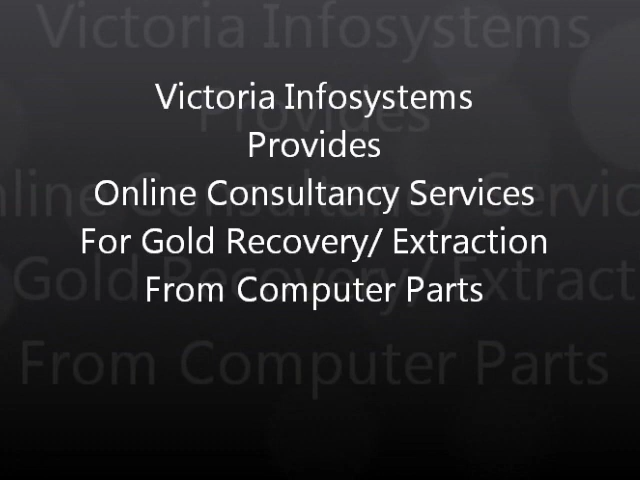 Victoria Infosystems
Provides
Online Consultancy Services
For Gold Recovery/ Extraction
From Computer Parts